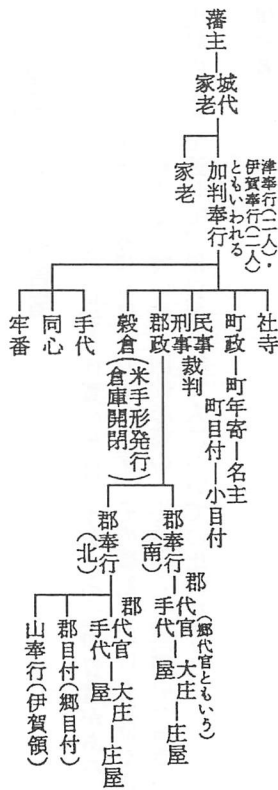 藩主―城代家老
加判奉行
津奉行(二人)・
伊賀奉行(二人)
ともいわれる
家老
社寺
町政―町年寄―名主
町目付―小目付
民事
刑事
裁判
郡政
穀倉(米手形発行
倉庫開閉)
手代
同心
牢番
郡奉行(南)
郡代官―大庄屋―庄屋
(郷代官ともいう)
手代
郡奉行(北)
郡代官―大庄屋―庄屋
手代
郡目付(郷目付)
山奉行(伊賀領)